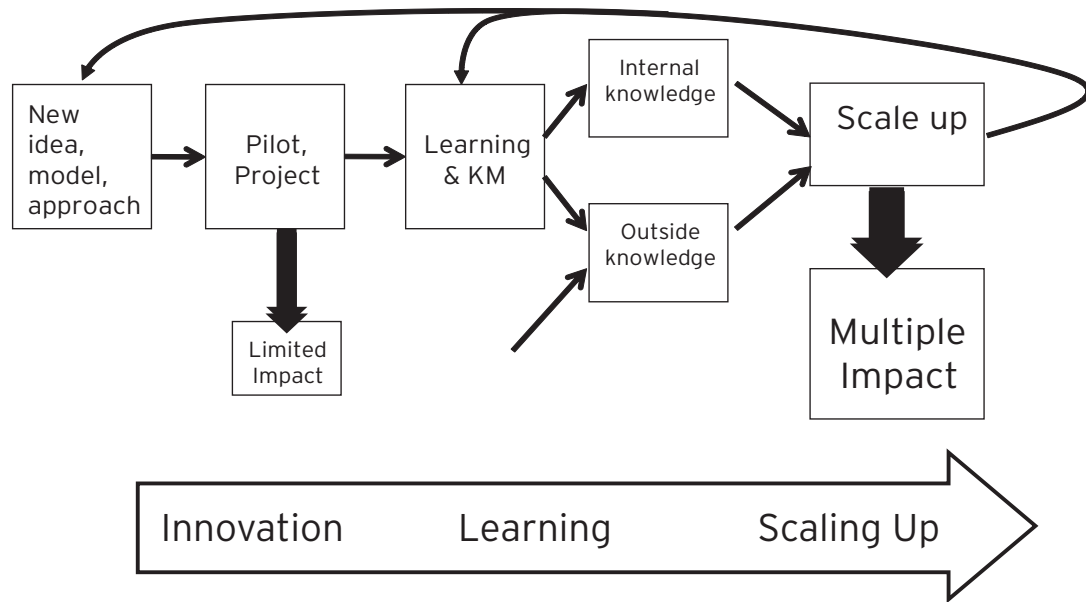 New
idea,
model,
approach
Pilot,
Project
Learning
& KM
Internal
knowledge
Outside
knowledge
Scale up
Limited
Impact
Multiple
Impact
Innovation
Learning
Scaling Up